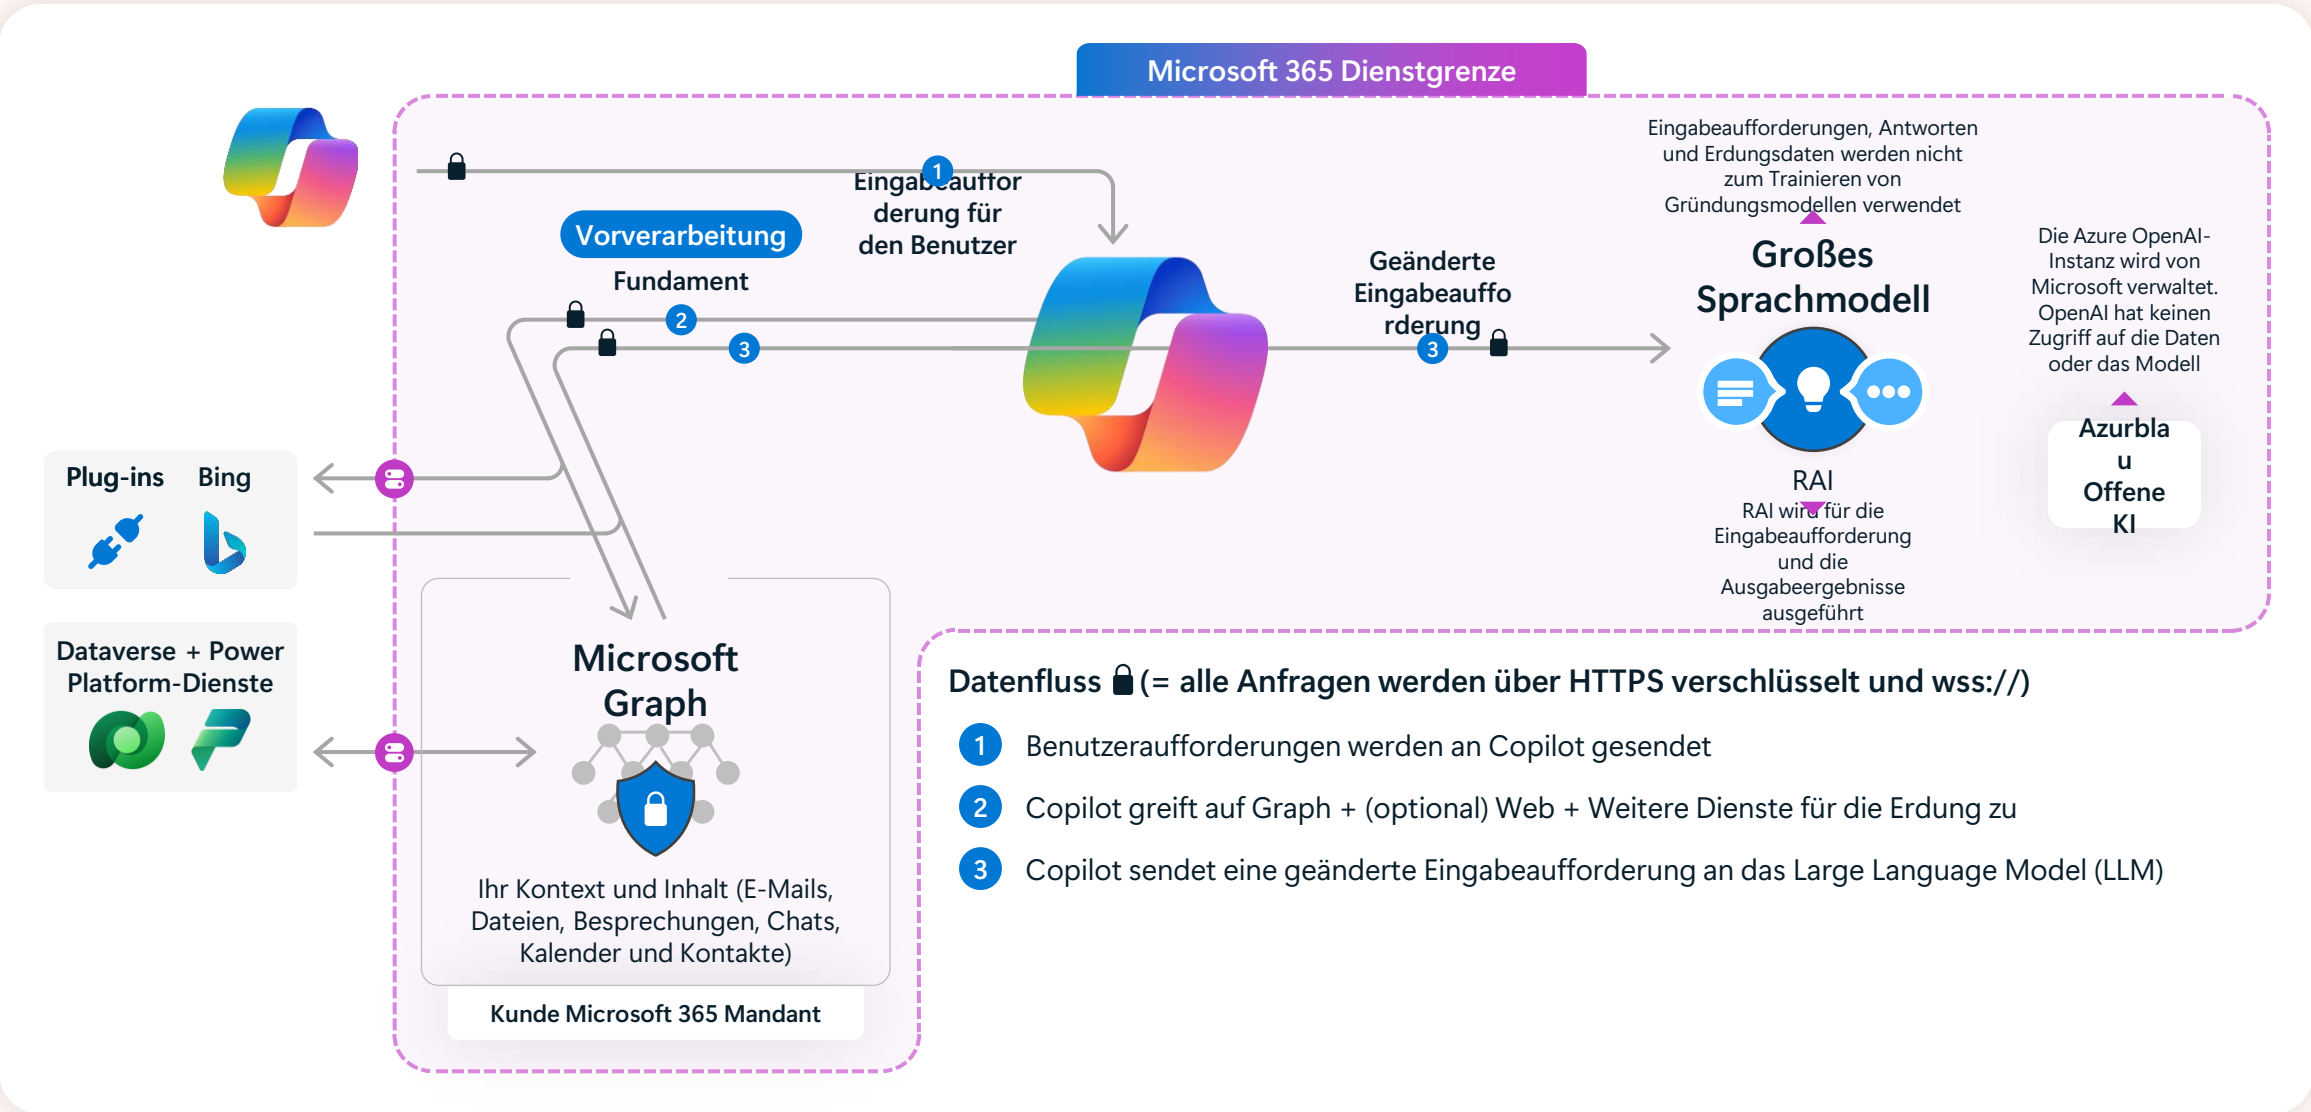 Microsoft 365 Dienstgrenze
1
Eingabeauffor
derung für
den Benutzer
Vorverarbeitung
Fundament
2
3
Geänderte
Eingabeauffo
rderung
3
Eingabeaufforderungen, Antworten
und Erdungsdaten werden nicht
zum Trainieren von
Gründungsmodellen verwendet
Großes
Sprachmodell
RAI
RAI wird für die
Eingabeaufforderung
und die
Ausgabeergebnisse
ausgeführt
Die Azure OpenAI-
Instanz wird von
Microsoft verwaltet.
OpenAI hat keinen
Zugriff auf die Daten
oder das Modell
Azurbla
u
Offene
KI
Plug-ins
Bing
Dataverse + Power
Platform-Dienste
Microsoft
Graph
Ihr Kontext und Inhalt (E-Mails,
Dateien, Besprechungen, Chats,
Kalender und Kontakte)
Kunde Microsoft 365 Mandant
Datenfluss (= alle Anfragen werden über HTTPS verschlüsselt und wss://)
1 Benutzeraufforderungen werden an Copilot gesendet
2 Copilot greift auf Graph + (optional) Web + Weitere Dienste für die Erdung zu
3 Copilot sendet eine geänderte Eingabeaufforderung an das Large Language Model (LLM)